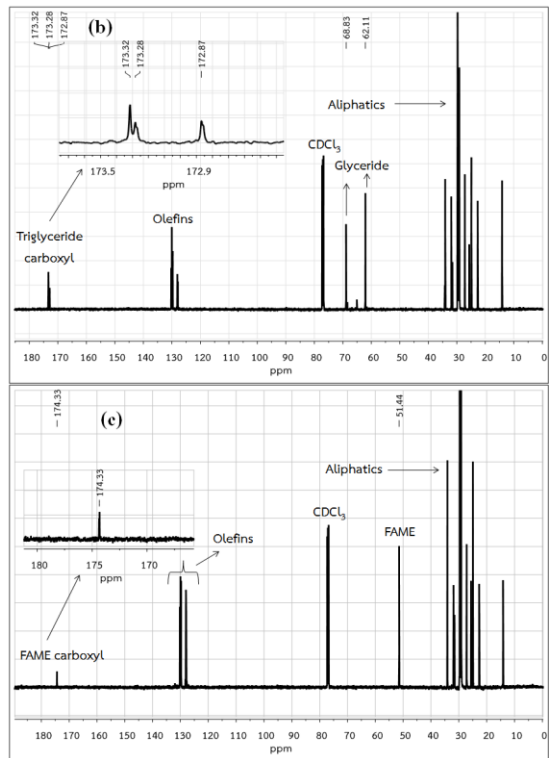 173.32
173.28
172.87
(b)
68.83
62.11
173.32
173.28
172.87
173.5 172.9
ppm
Aliphatics
CDCl₃
Glyceride
Olefins
Triglyceride
carboxyl
180 170 160 150 140 130 120 110 100 90 80 70 60 50 40 30 20 10 0
ppm
174.33
(c)
51.44
174.33
180 170
ppm
Aliphatics
CDCl₃
FAME
Olefins
FAME carboxyl
190 180 170 160 150 140 130 120 110 100 90 80 70 60 50 40 30 20 10 0
ppm